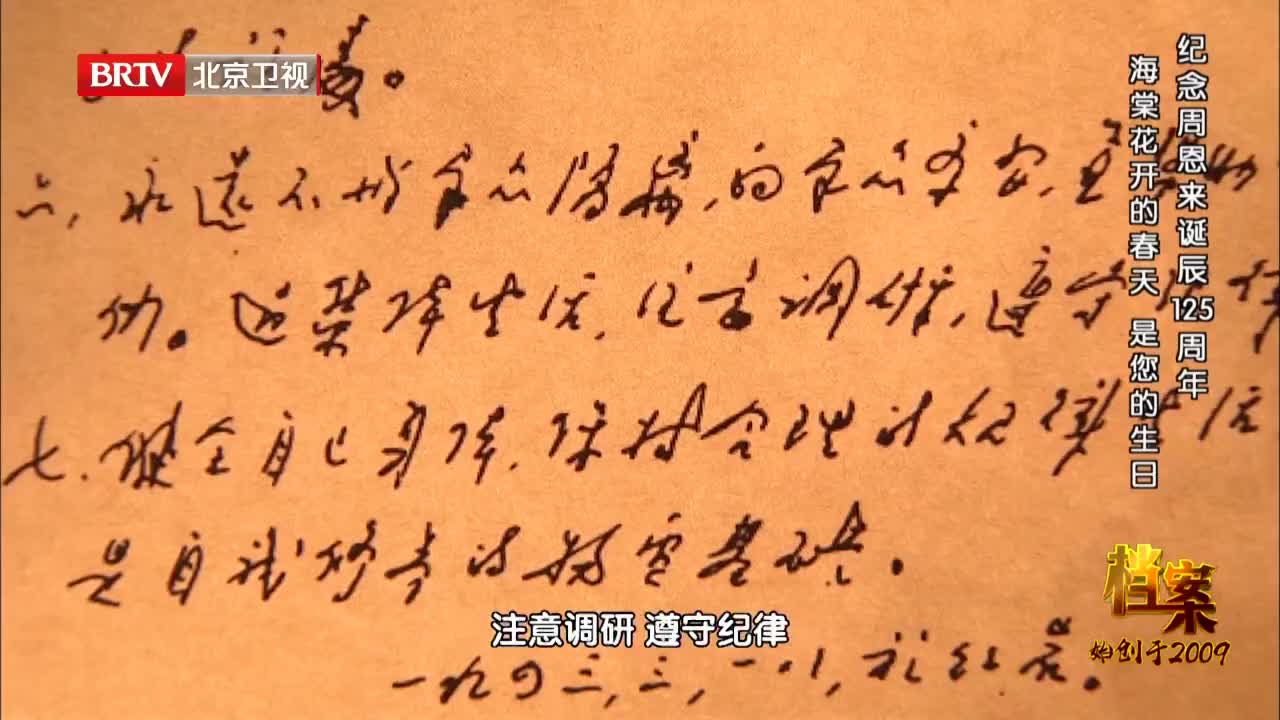 BRTV 北京卫视
纪念周恩来诞辰125周年
海棠花开的春天 是您的生日
六、永远不与群众隔离,向群众学习,並帮助他
们。过集体生活,注意调研,遵守纪律
七.健全自己身体,保持合理的规律生活
是自我修养的物质基础。
一九四三,三,一八,于红岩。
注意调研 遵守纪律
档案
始创于2009